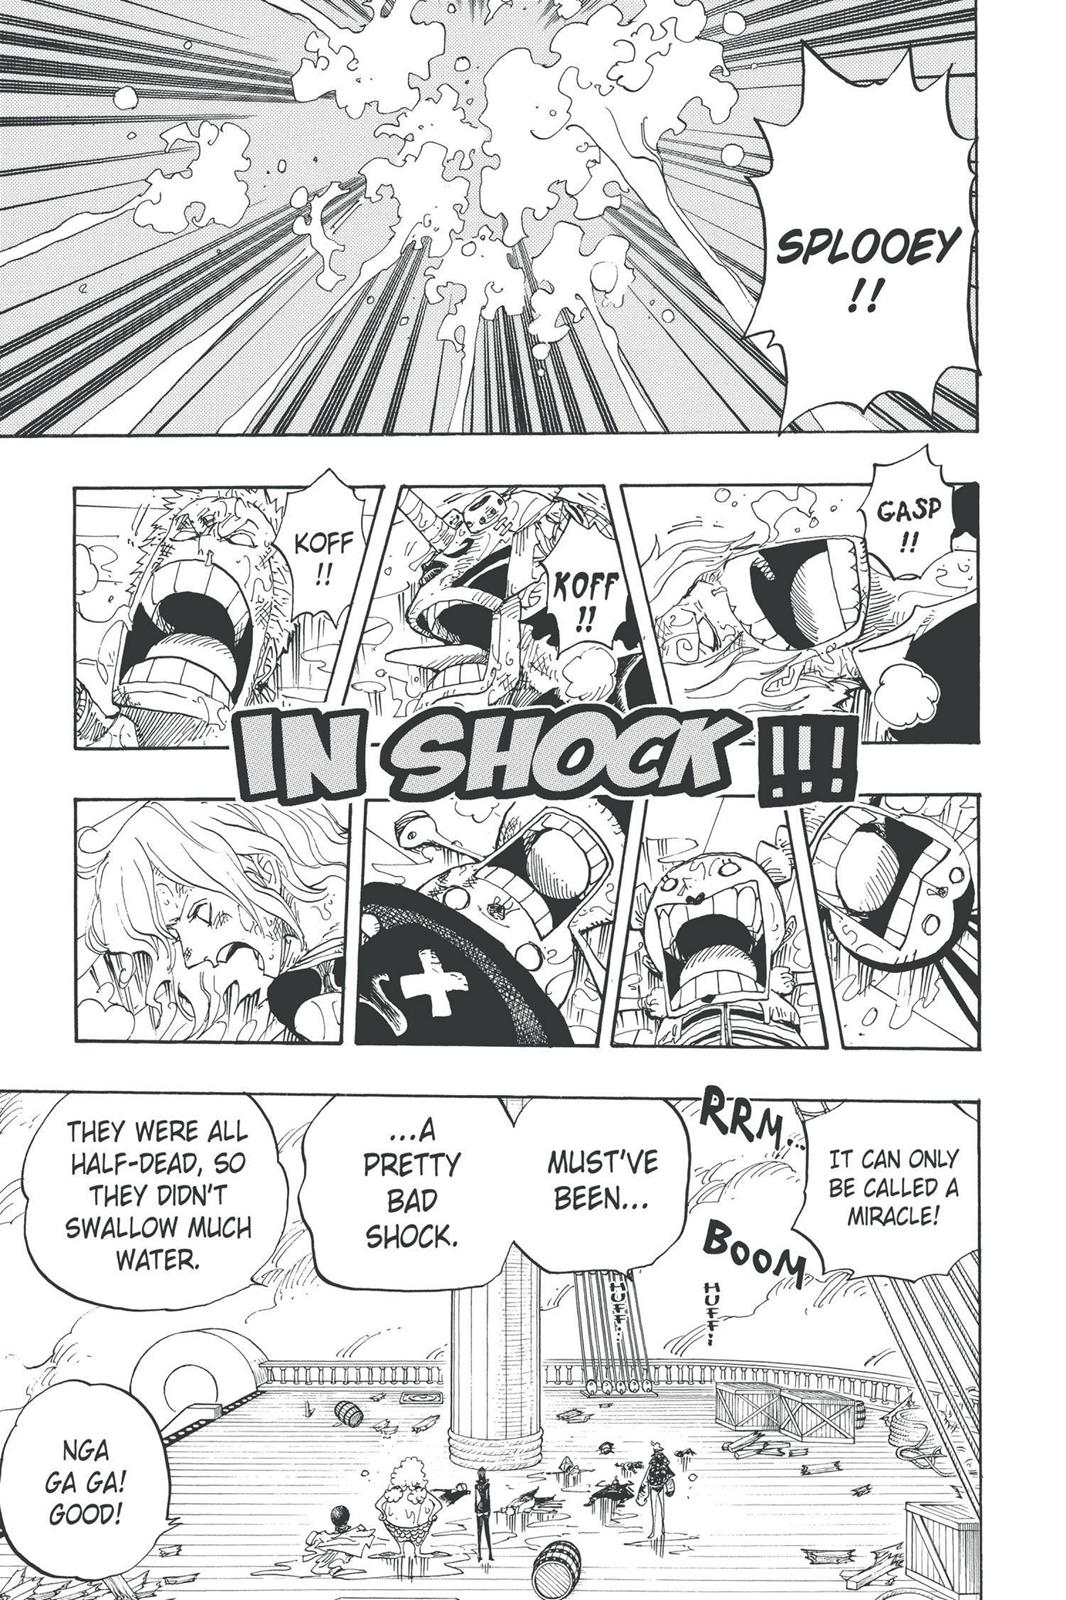 SPLOOEY
!!
GASP
!!
KOFF
!!
KOFF
!!
IN SHOCK!!!
IT CAN ONLY
BE CALLED A
MIRACLE!
RRM...
BOOM
HUFF!
HUFF!
MUST'VE
BEEN...
...A
PRETTY
BAD
SHOCK.
THEY WERE ALL
HALF-DEAD, SO
THEY DIDN'T
SWALLOW MUCH
WATER.
NGA
GA GA!
GOOD!